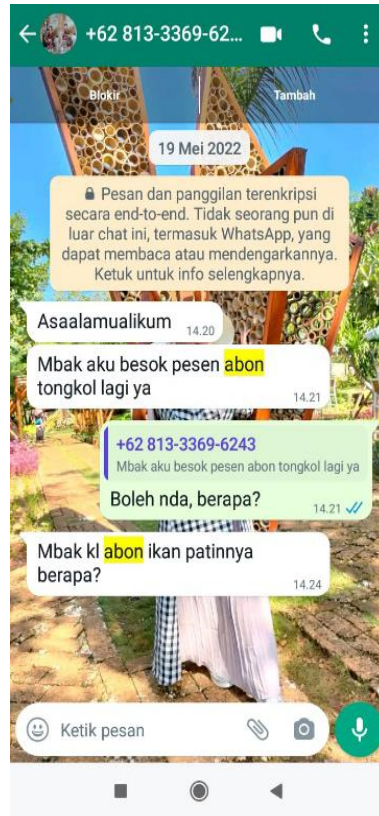 +62 813-3369-62...
Blokir
Tambah
19 Mei 2022
Pesan dan panggilan terenkripsi
secara end-to-end. Tidak seorang pun di
luar chat ini, termasuk WhatsApp, yang
dapat membaca atau mendengarkannya.
Ketuk untuk info selengkapnya.
Asaalamualikum
14.20
Mbak aku besok pesen abon
tongkol lagi ya
14.21
+62 813-3369-6243
Mbak aku besok pesen abon tongkol lagi ya
Boleh nda, berapa?
14.21
Mbak kl abon ikan patinnya
berapa?
14.24
Ketik pesan